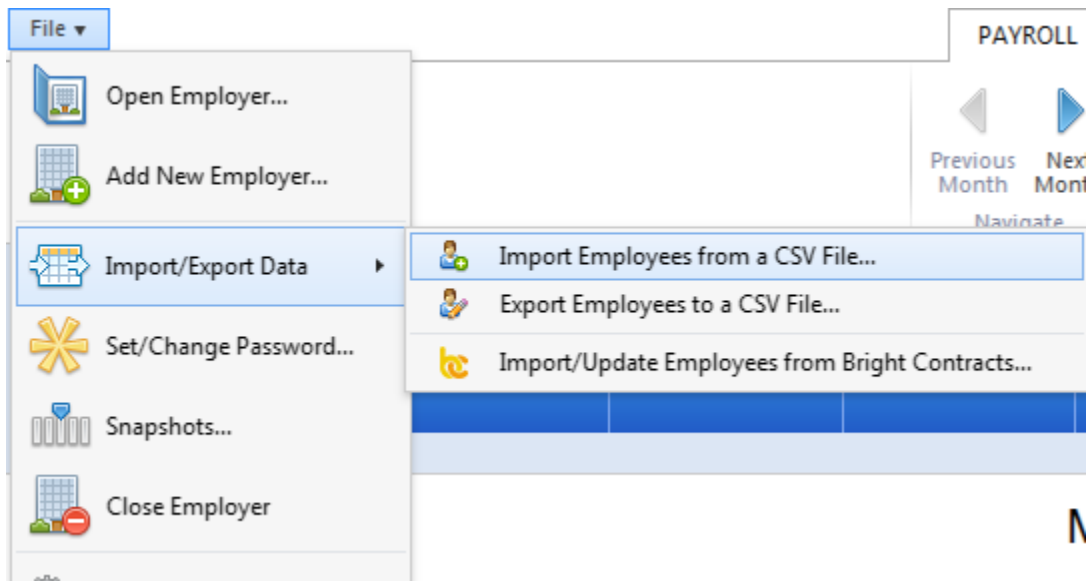 File ▾
PAYROLL
Open Employer...
Add New Employer...
Previous Month
Navigate
Import/Export Data
Import Employees from a CSV File...
Export Employees to a CSV File...
Import/Update Employees from Bright Contracts...
Set/Change Password...
Snapshots...
Close Employer